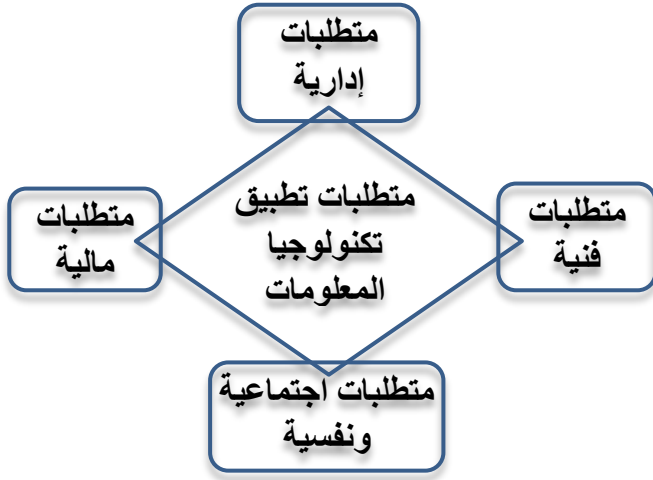 متطلبات
إدارية
متطلبات
فنية
متطلبات تطبيق
تكنولوجيا
المعلومات
متطلبات
مالية
متطلبات اجتماعية
ونفسية